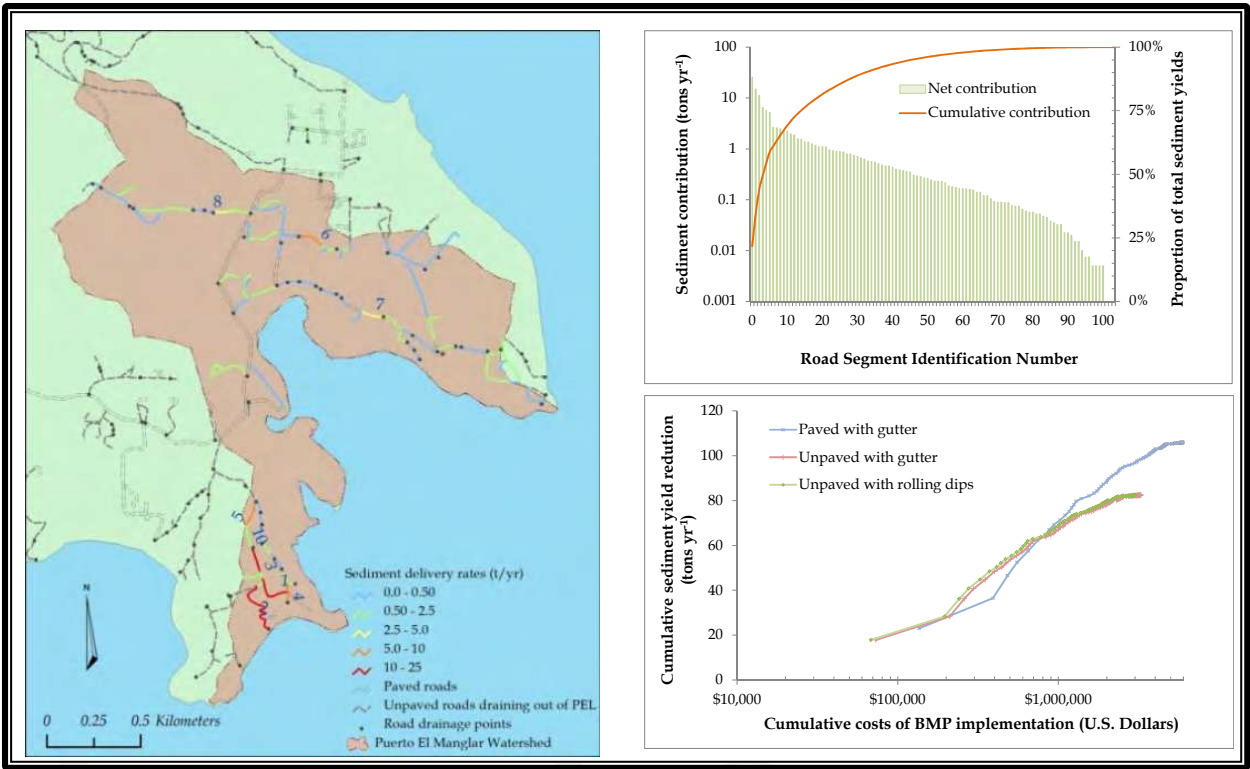 8
6
7
5
10
3
1
4
2
N
0 0.25 0.5 Kilometers
Sediment delivery rates (t/yr)
0.0 - 0.50
0.50 - 2.5
2.5 - 5.0
5.0 - 10
10 - 25
Paved roads
Unpaved roads draining out of PEL
Road drainage points
Puerto El Manglar Watershed
Sediment contribution (tons yr-1)
100
10
1
0.1
0.01
0.001
Net contribution
Cumulative contribution
100%
75%
50%
25%
0%
Proportion of total sediment yields
0 10 20 30 40 50 60 70 80 90 100
Road Segment Identification Number
Cumulative sediment yield redution
(tons yr-1)
120
100
80
60
40
20
0
Paved with gutter
Unpaved with gutter
Unpaved with rolling dips
$10,000 $100,000 $1,000,000
Cumulative costs of BMP implementation (U.S. Dollars)